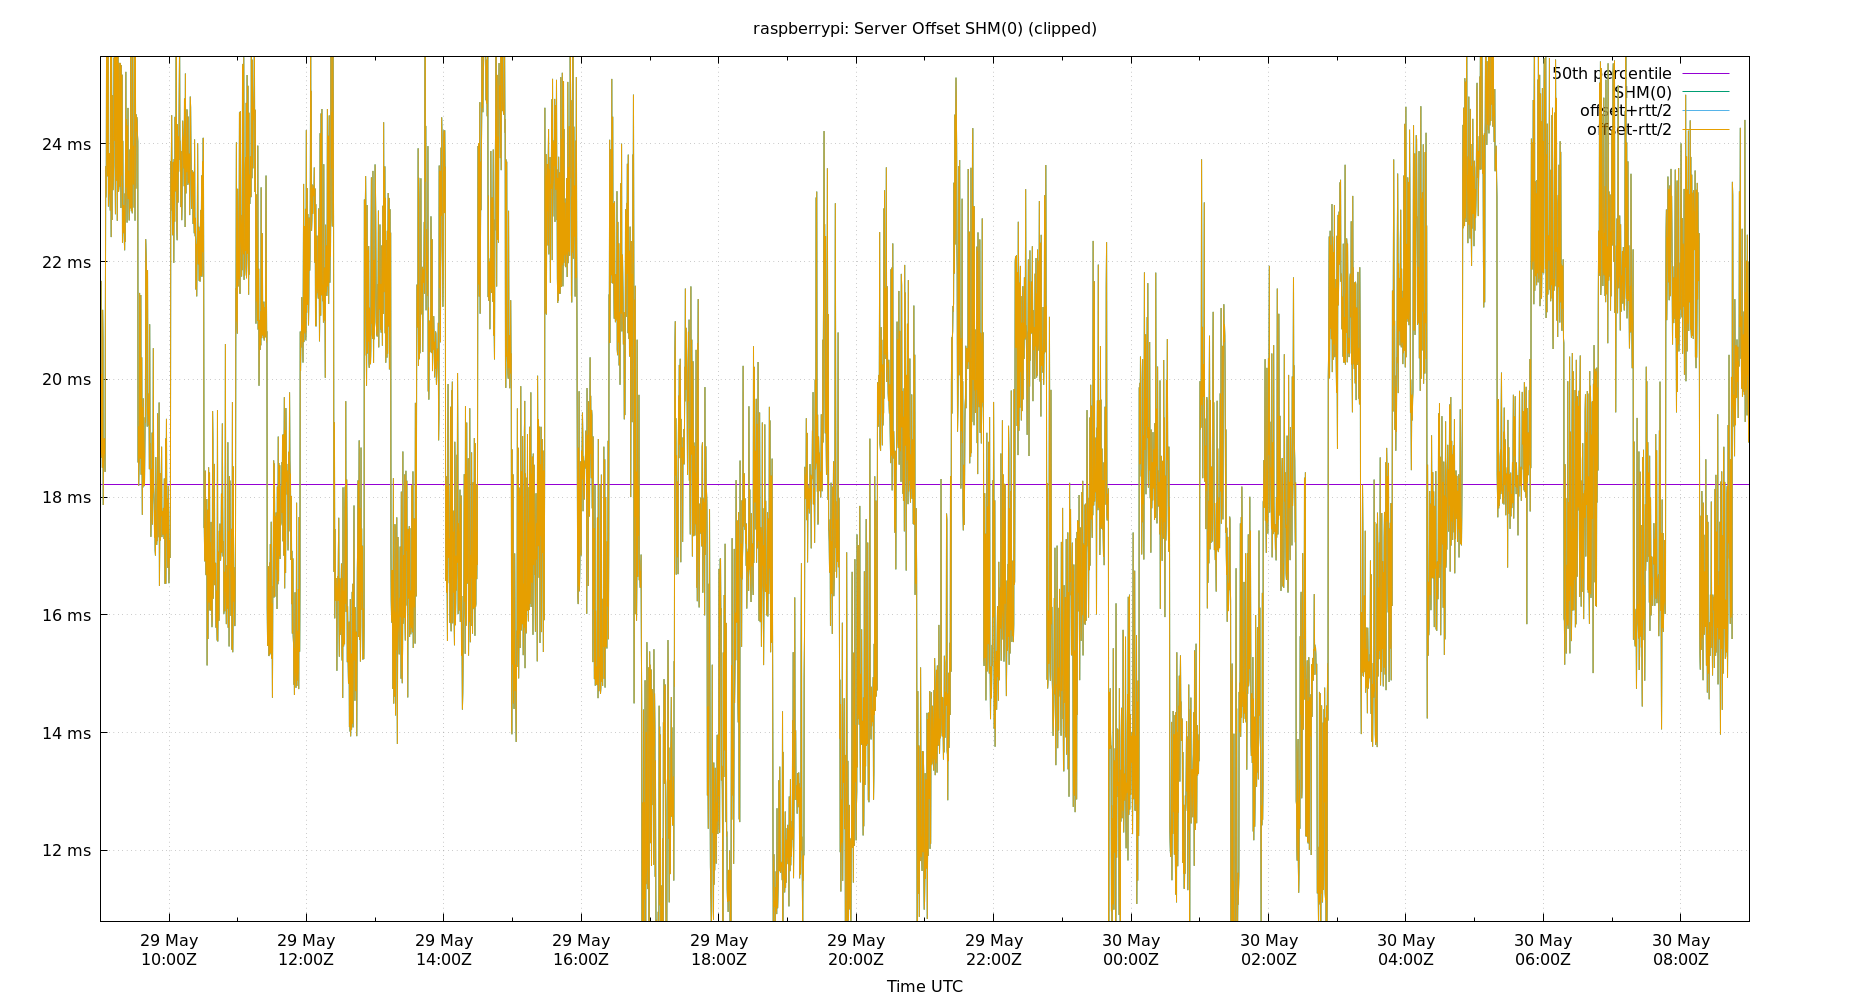 raspberrypi: Server Offset SHM(0) (clipped)
50th percentile
SHM(0)
offset+rtt/2
offset-rtt/2
24 ms
22 ms
20 ms
18 ms
16 ms
14 ms
12 ms
29 May 29 May 29 May 29 May 29 May 29 May 29 May 30 May 30 May 30 May 30 May 30 May
10:00Z 12:00Z 14:00Z 16:00Z 18:00Z 20:00Z 22:00Z 00:00Z 02:00Z 04:00Z 06:00Z 08:00Z
Time UTC